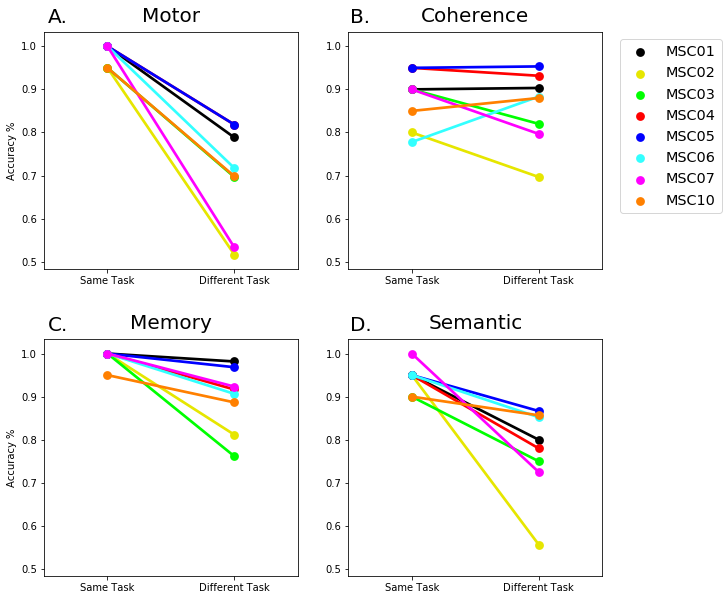 A. Motor
1.0
0.9
0.8
0.7
0.6
0.5
Accuracy %
Same Task Different Task
B. Coherence
1.0
0.9
0.8
0.7
0.6
0.5
Same Task Different Task
MSC01
MSC02
MSC03
MSC04
MSC05
MSC06
MSC07
MSC10
C. Memory
1.0
0.9
0.8
0.7
0.6
0.5
Accuracy %
Same Task Different Task
D. Semantic
1.0
0.9
0.8
0.7
0.6
0.5
Same Task Different Task